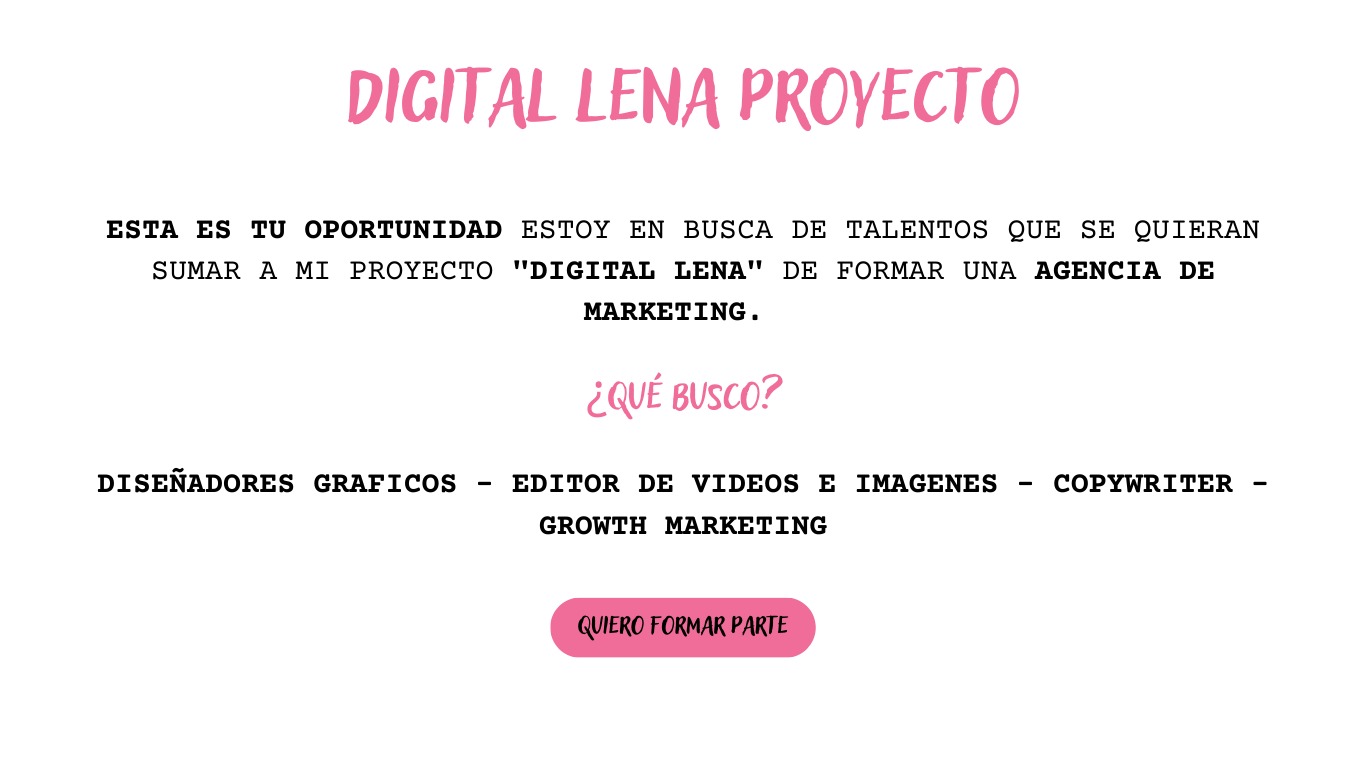 DIGITAL LENA PROYECTO
ESTA ES TU OPORTUNIDAD ESTOY EN BUSCA DE TALENTOS QUE SE QUIERAN
SUMAR A MI PROYECTO "DIGITAL LENA" DE FORMAR UNA AGENCIA DE
MARKETING.
¿QUÉ BUSCO?
DISEÑADORES GRAFICOS - EDITOR DE VIDEOS E IMAGENES - COPYWRITER -
GROWTH MARKETING
QUIERO FORMAR PARTE